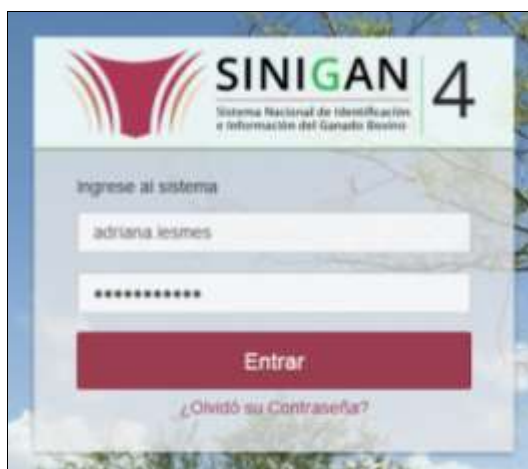 SINIGAN 4
Sistema Nacional de Identificación
e Información del Ganado Bovino
Ingrese al sistema
adriana lesmes
•••••••••••
Entrar
¿Olvidó su Contraseña?